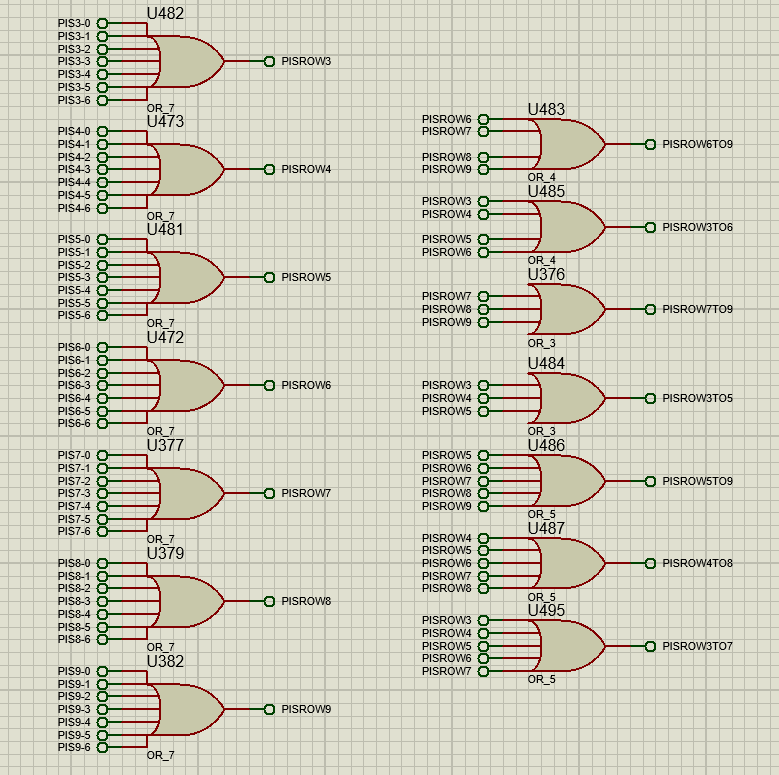 U482
PIS3-0
PIS3-1
PIS3-2
PIS3-3
PIS3-4
PIS3-5
PIS3-6
PISROW3
OR_7
U473
PIS4-0
PIS4-1
PIS4-2
PIS4-3
PIS4-4
PIS4-5
PIS4-6
PISROW4
OR_7
U481
PIS5-0
PIS5-1
PIS5-2
PIS5-3
PIS5-4
PIS5-5
PIS5-6
PISROW5
OR_7
U472
PIS6-0
PIS6-1
PIS6-2
PIS6-3
PIS6-4
PIS6-5
PIS6-6
PISROW6
OR_7
U377
PIS7-0
PIS7-1
PIS7-2
PIS7-3
PIS7-4
PIS7-5
PIS7-6
PISROW7
OR_7
U379
PIS8-0
PIS8-1
PIS8-2
PIS8-3
PIS8-4
PIS8-5
PIS8-6
PISROW8
OR_7
U382
PIS9-0
PIS9-1
PIS9-2
PIS9-3
PIS9-4
PIS9-5
PIS9-6
PISROW9
OR_7
U483
PISROW6
PISROW7
PISROW8
PISROW9
PISROW6TO9
OR_4
U485
PISROW3
PISROW4
PISROW5
PISROW6
PISROW3TO6
OR_4
U376
PISROW7
PISROW8
PISROW9
PISROW7TO9
OR_3
U484
PISROW3
PISROW4
PISROW5
PISROW3TO5
OR_3
U486
PISROW5
PISROW6
PISROW7
PISROW8
PISROW9
PISROW5TO9
OR_5
U487
PISROW4
PISROW5
PISROW6
PISROW7
PISROW8
PISROW4TO8
OR_5
U495
PISROW3
PISROW4
PISROW5
PISROW6
PISROW7
PISROW3TO7
OR_5